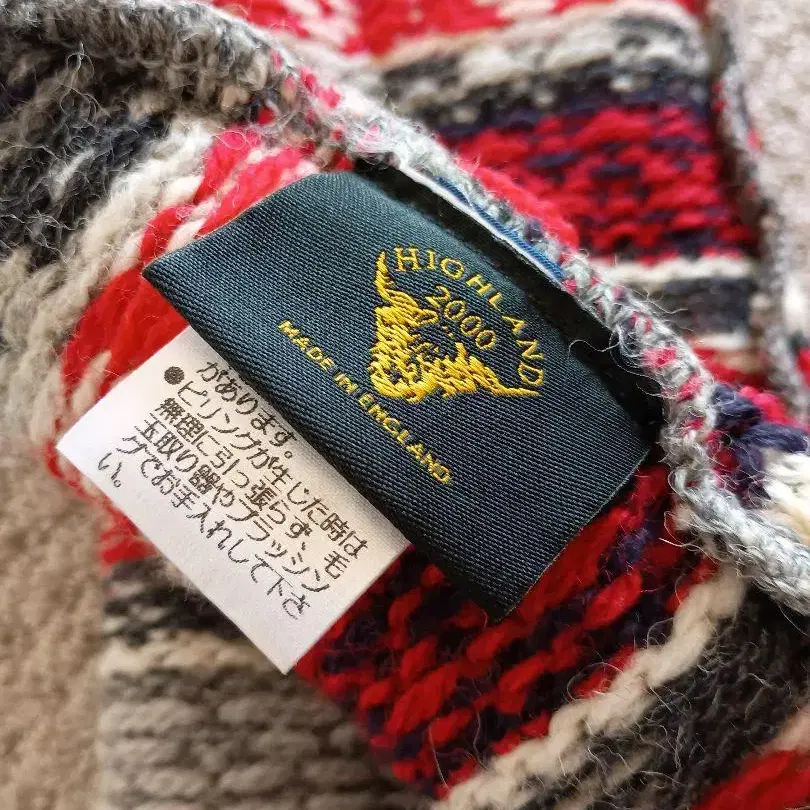 HIGHLAND
2000
MADE IN ENGLAND
があります。
●ピリングが生じた時は
無理に引っ張らず、毛
玉取り器やブラッシン
グでお手入れして下さ
い。